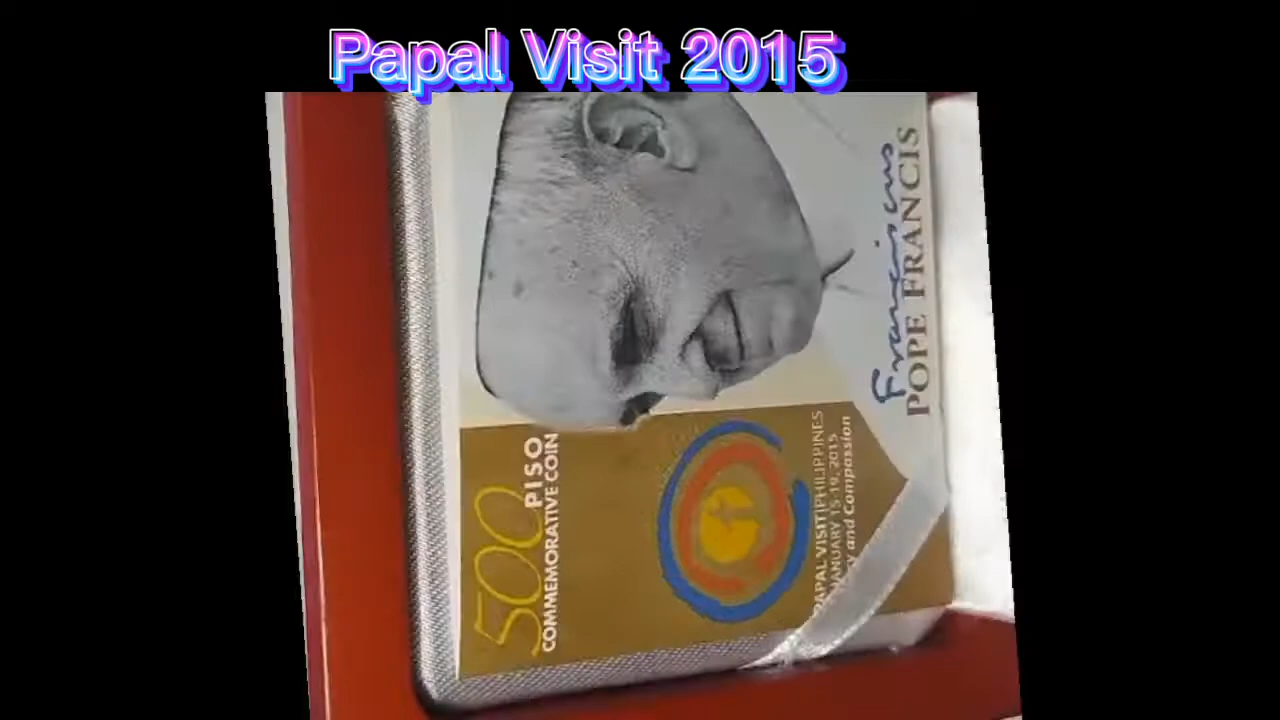 Papal Visit 2015
500
PISO
COMMEMORATIVE COIN
PAPAL VISIT PHILIPPINES
JANUARY 15-19, 2015
and Compassion
Franciscus
POPE FRANCIS